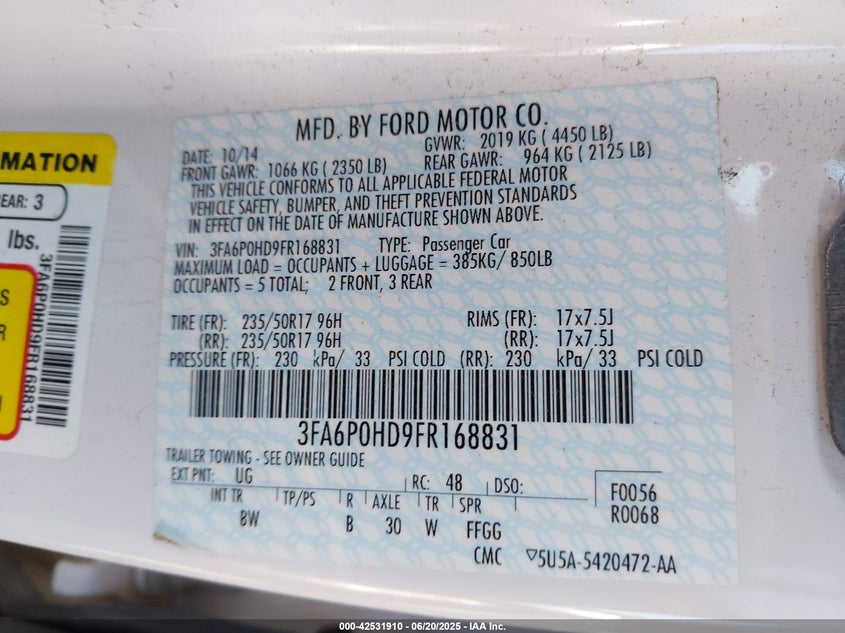 MFD. BY FORD MOTOR CO.
DATE: 10/14 GVWR: 2019 KG ( 4450 LB)
FRONT GAWR: 1066 KG ( 2350 LB) REAR GAWR: 964 KG ( 2125 LB)
THIS VEHICLE CONFORMS TO ALL APPLICABLE FEDERAL MOTOR
VEHICLE SAFETY, BUMPER, AND THEFT PREVENTION STANDARDS
IN EFFECT ON THE DATE OF MANUFACTURE SHOWN ABOVE.
VIN: 3FA6P0HD9FR168831 TYPE: Passenger Car
MAXIMUM LOAD = OCCUPANTS + LUGGAGE = 385KG/ 850LB
OCCUPANTS = 5 TOTAL; 2 FRONT, 3 REAR
TIRE (FR): 235/50R17 96H RIMS (FR): 17x7.5J
(RR): 235/50R17 96H (RR): 17x7.5J
PRESSURE (FR): 230 kPa/ 33 PSI COLD (RR): 230 kPa/ 33 PSI COLD
3FA6P0HD9FR168831
TRAILER TOWING - SEE OWNER GUIDE
EXT PNT: UG RC: 48 DSO:
INT TR TP/PS R AXLE TR SPR
BW B 30 W FFGG
F0056
R0068
CMC ▽5U5A-5420472-AA
RMATION
EAR: 3
lbs.
S
R
3FA6P0HD9FR168831
000-42531910 - 06/20/2025 - IAA Inc.